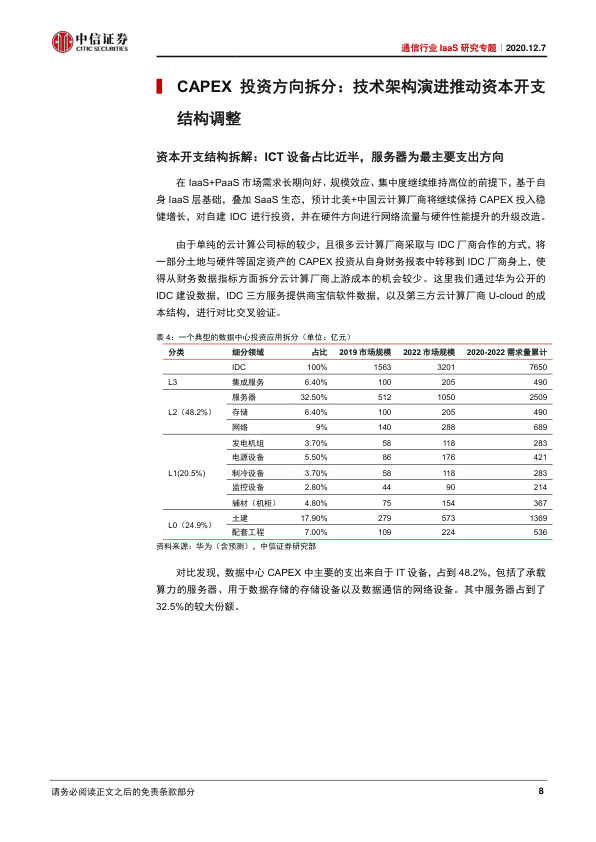 中信证券
CITIC SECURITIES
通信行业 IaaS 研究专题｜2020.12.7
CAPEX 投资方向拆分：技术架构演进推动资本开支
结构调整
资本开支结构拆解：ICT 设备占比近半，服务器为最主要支出方向
在 IaaS+PaaS 市场需求长期向好、规模效应、集中度继续维持高位的前提下，基于自
身 IaaS 层基础，叠加 SaaS 生态，预计北美+中国云计算厂商将继续保持 CAPEX 投入稳
健增长，对自建 IDC 进行投资，并在硬件方向进行网络流量与硬件性能提升的升级改造。
由于单纯的云计算公司标的较少，且很多云计算厂商采取与 IDC 厂商合作的方式，将
一部分土地与硬件等固定资产的 CAPEX 投资从自身财务报表中转移到 IDC 厂商身上，使
得从财务数据指标方面拆分云计算厂商上游成本的机会较少。这里我们通过华为公开的
IDC 建设数据，IDC 三方服务提供商宝信软件数据，以及第三方云计算厂商 U-cloud 的成
本结构，进行对比交叉验证。
表 4：一个典型的数据中心投资应用拆分（单位：亿元）
分类 细分领域 占比 2019 市场规模 2022 市场规模 2020-2022 需求量累计
IDC 100% 1563 3201 7650
L3 集成服务 6.40% 100 205 490
服务器 32.50% 512 1050 2509
L2（48.2%） 存储 6.40% 100 205 490
网络 9% 140 288 689
发电机组 3.70% 58 118 283
电源设备 5.50% 86 176 421
L1(20.5%) 制冷设备 3.70% 58 118 283
监控设备 2.80% 44 90 214
辅材（机柜） 4.80% 75 154 367
L0（24.9%） 土建 17.90% 279 573 1369
配套工程 7.00% 109 224 536
资料来源：华为（含预测），中信证券研究部
对比发现，数据中心 CAPEX 中主要的支出来自于 IT 设备，占到 48.2%，包括了承载
算力的服务器、用于数据存储的存储设备以及数据通信的网络设备。其中服务器占到了
32.5%的较大份额。
请务必阅读正文之后的免责条款部分
8